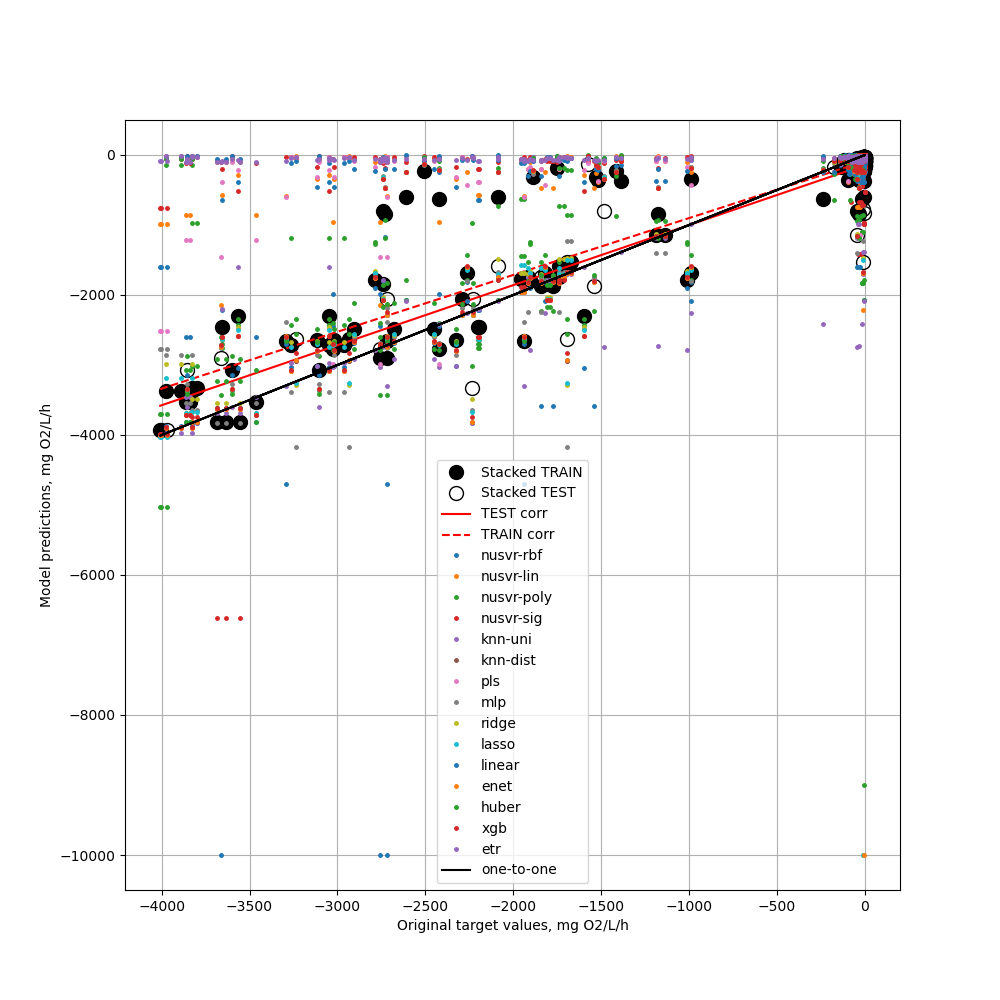 0
−2000
−4000
−6000
−8000
−10000
Model predictions, mg O2/L/h
Stacked TRAIN
Stacked TEST
TEST corr
TRAIN corr
nusvr-rbf
nusvr-lin
nusvr-poly
nusvr-sig
knn-uni
knn-dist
pls
mlp
ridge
lasso
linear
enet
huber
xgb
etr
one-to-one
−4000 −3500 −3000 −2500 −2000 −1500 −1000 −500 0
Original target values, mg O2/L/h